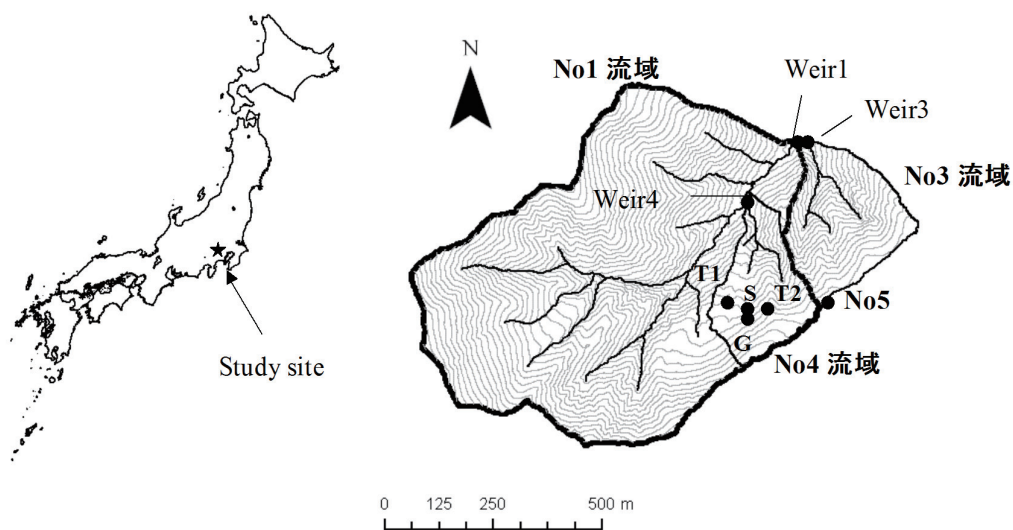 N
No1 流域
Weir1
Weir3
No3 流域
Weir4
T1
S
T2
No5
G
No4 流域
Study site
0 125 250 500 m